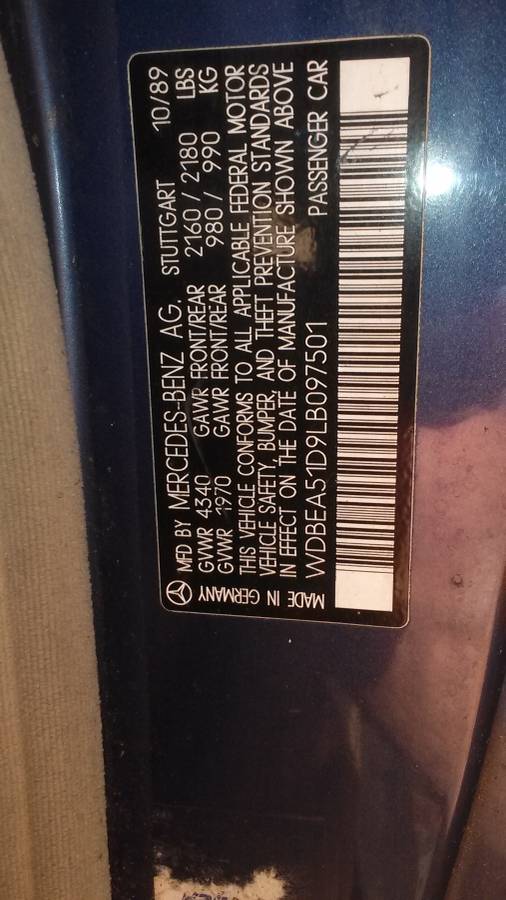 MFD BY MERCEDES-BENZ AG. STUTTGART 10/89
GVWR 4340 GAWR FRONT/REAR 2160 / 2180 LBS
GVWR 1970 GAWR FRONT/REAR 980 / 990 KG
THIS VEHICLE CONFORMS TO ALL APPLICABLE FEDERAL MOTOR
VEHICLE SAFETY, BUMPER, AND THEFT PREVENTION STANDARDS
IN EFFECT ON THE DATE OF MANUFACTURE SHOWN ABOVE
WDBEA51D9LB097501 PASSENGER CAR
MADE IN GERMANY